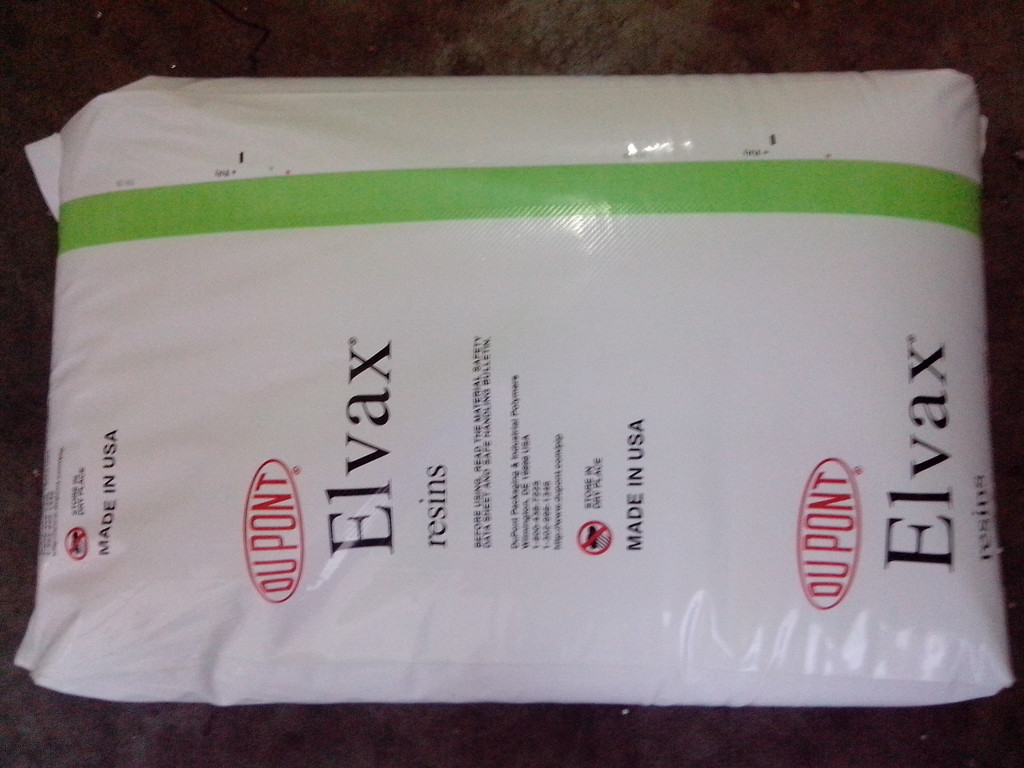 STORE IN
DRY PLACE
MADE IN USA
DUPONT®
Elvax®
resins
BEFORE USING, READ THE MATERIAL SAFETY
DATA SHEET AND SAFE HANDLING BULLETIN.
DuPont Packaging & Industrial Polymers
Wilmington, DE 19898 USA
STORE IN
DRY PLACE
MADE IN USA
DUPONT®
Elvax®
resins